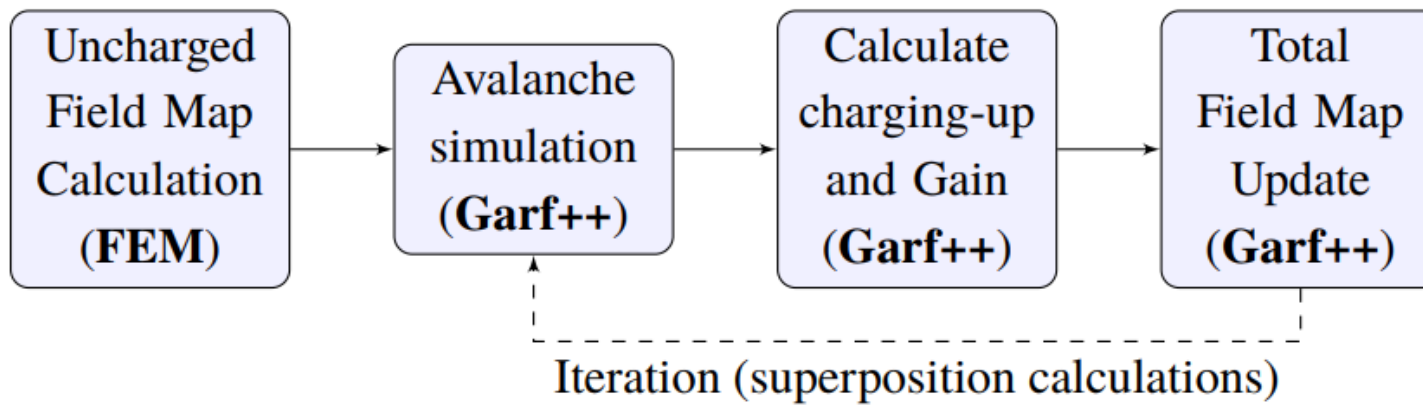 Uncharged
Field Map
Calculation
(FEM)
Avalanche
simulation
(Garf++)
Calculate
charging-up
and Gain
(Garf++)
Total
Field Map
Update
(Garf++)
Iteration (superposition calculations)